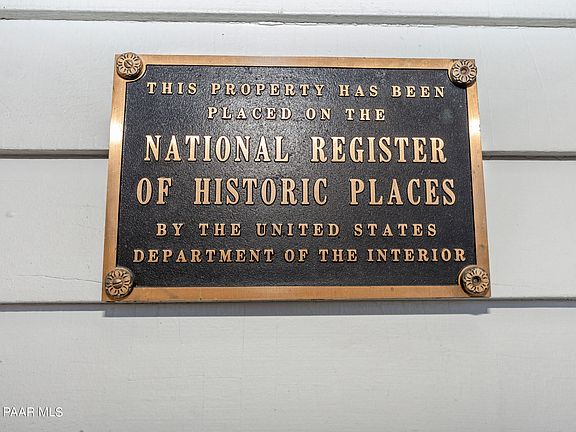 THIS PROPERTY HAS BEEN
PLACED ON THE
NATIONAL REGISTER
OF HISTORIC PLACES
BY THE UNITED STATES
DEPARTMENT OF THE INTERIOR
PAAR MLS